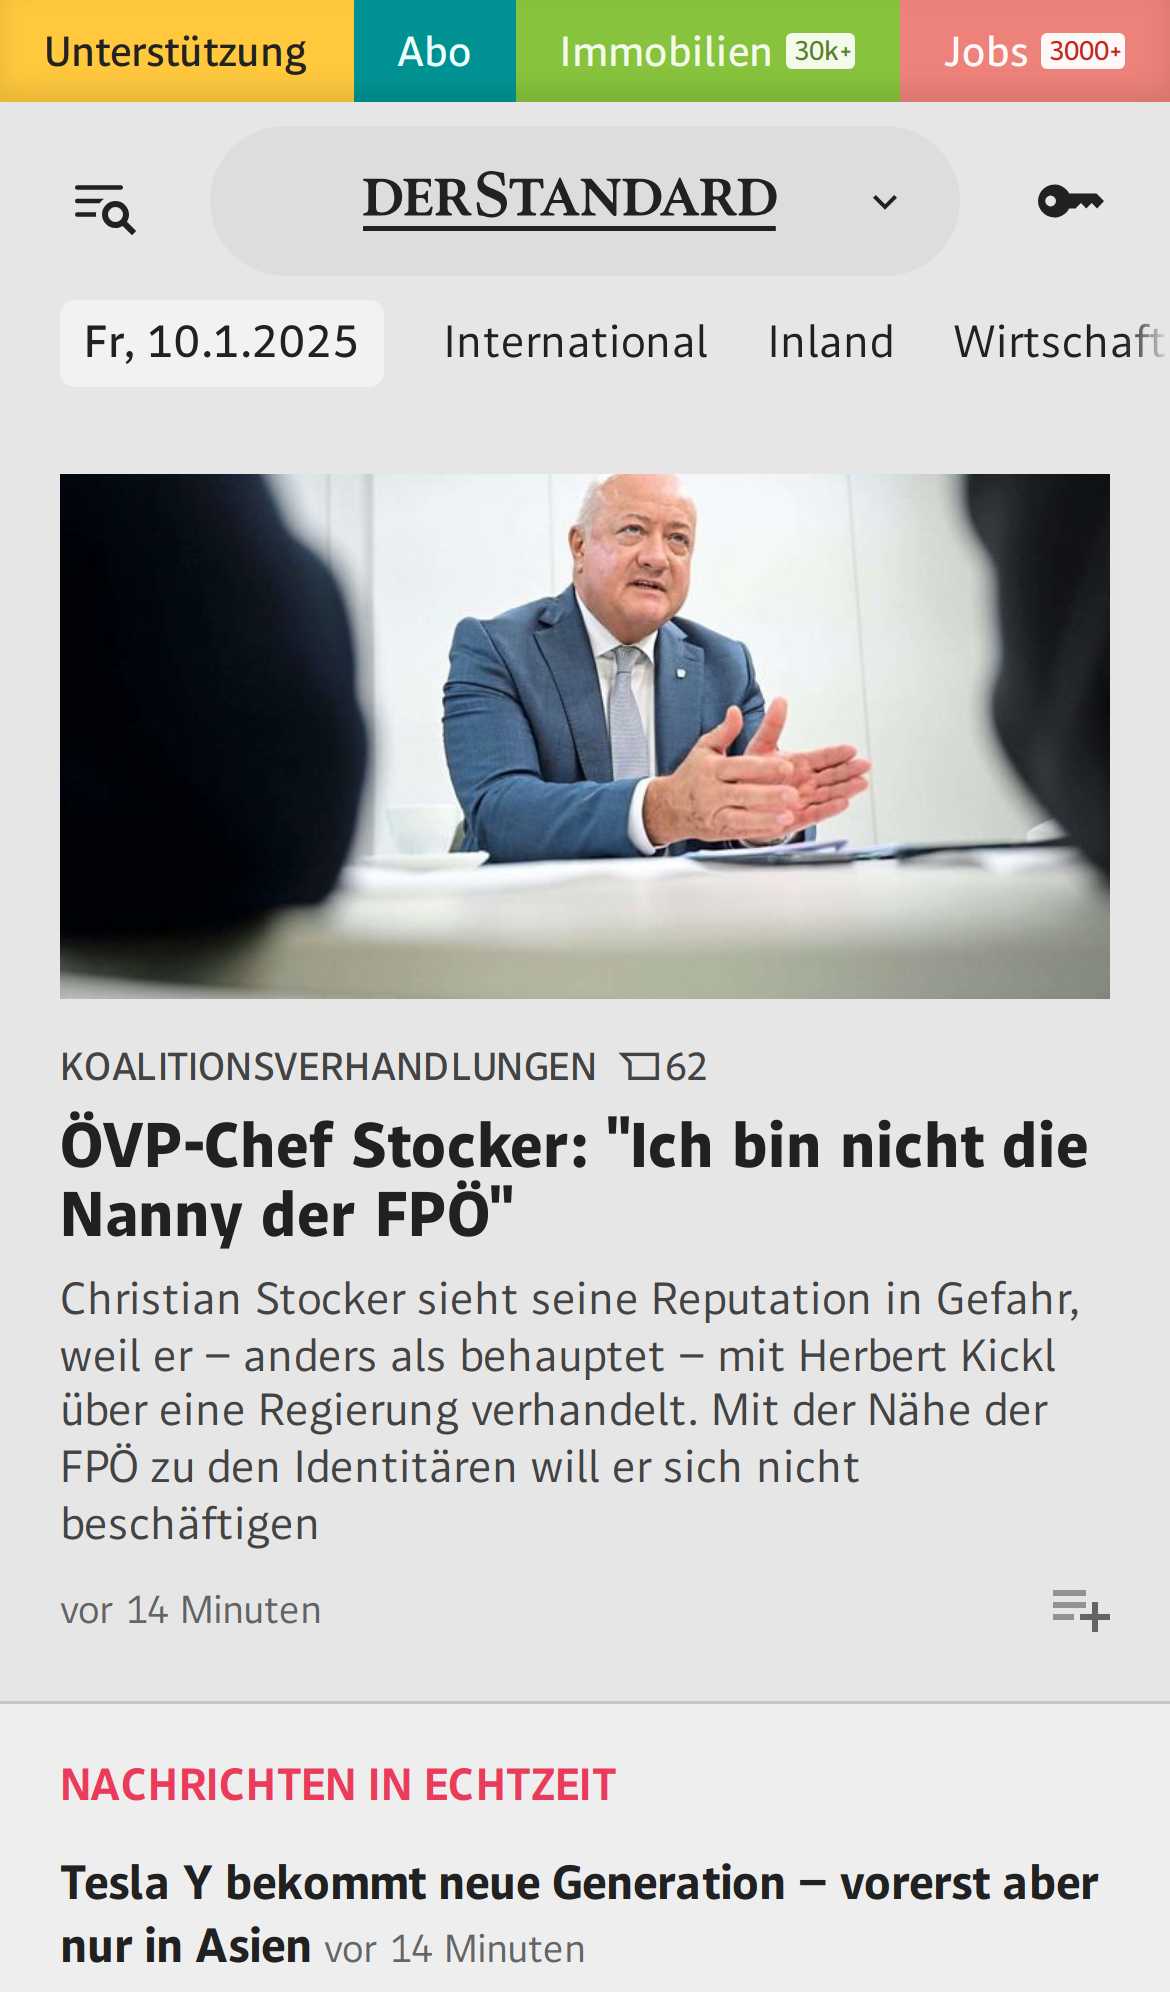 Unterstützung Abo Immobilien 30k+ Jobs 3000+
DERSTANDARD
Fr, 10.1.2025 International Inland Wirtschaft
KOALITIONSVERHANDLUNGEN 62
ÖVP-Chef Stocker: "Ich bin nicht die
Nanny der FPÖ"
Christian Stocker sieht seine Reputation in Gefahr,
weil er – anders als behauptet – mit Herbert Kickl
über eine Regierung verhandelt. Mit der Nähe der
FPÖ zu den Identitären will er sich nicht
beschäftigen
vor 14 Minuten
NACHRICHTEN IN ECHTZEIT
Tesla Y bekommt neue Generation – vorerst aber
nur in Asien vor 14 Minuten